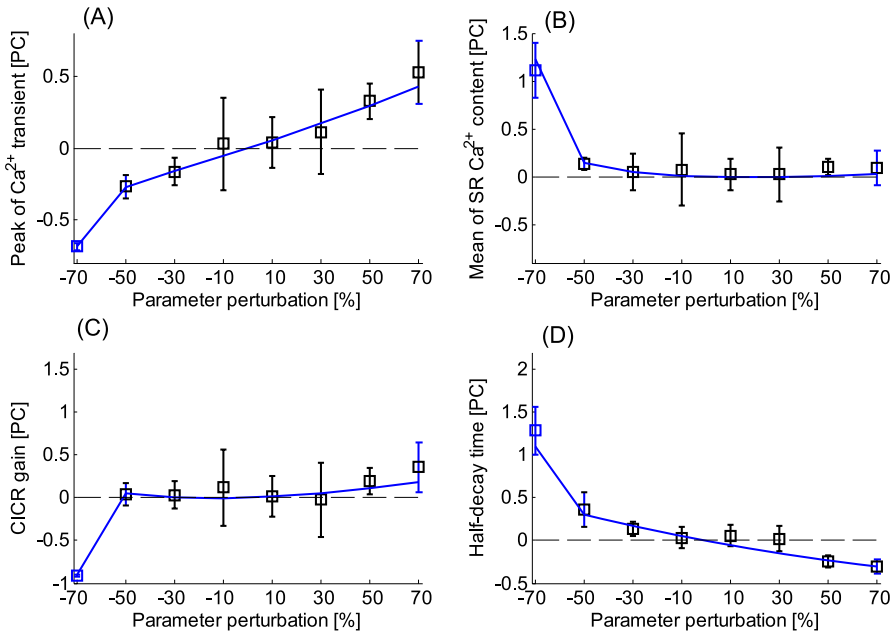 (A)
Peak of Ca2+ transient [PC]
0.5
0
-0.5
-70 -50 -30 -10 10 30 50 70
Parameter perturbation [%]
(B)
Mean of SR Ca2+ content [PC]
1.5
1
0.5
0
-0.5
-70 -50 -30 -10 10 30 50 70
Parameter perturbation [%]
(C)
CICR gain [PC]
1.5
1
0.5
0
-0.5
-1
-70 -50 -30 -10 10 30 50 70
Parameter perturbation [%]
(D)
Half-decay time [PC]
2
1.5
1
0.5
0
-0.5
-70 -50 -30 -10 10 30 50 70
Parameter perturbation [%]